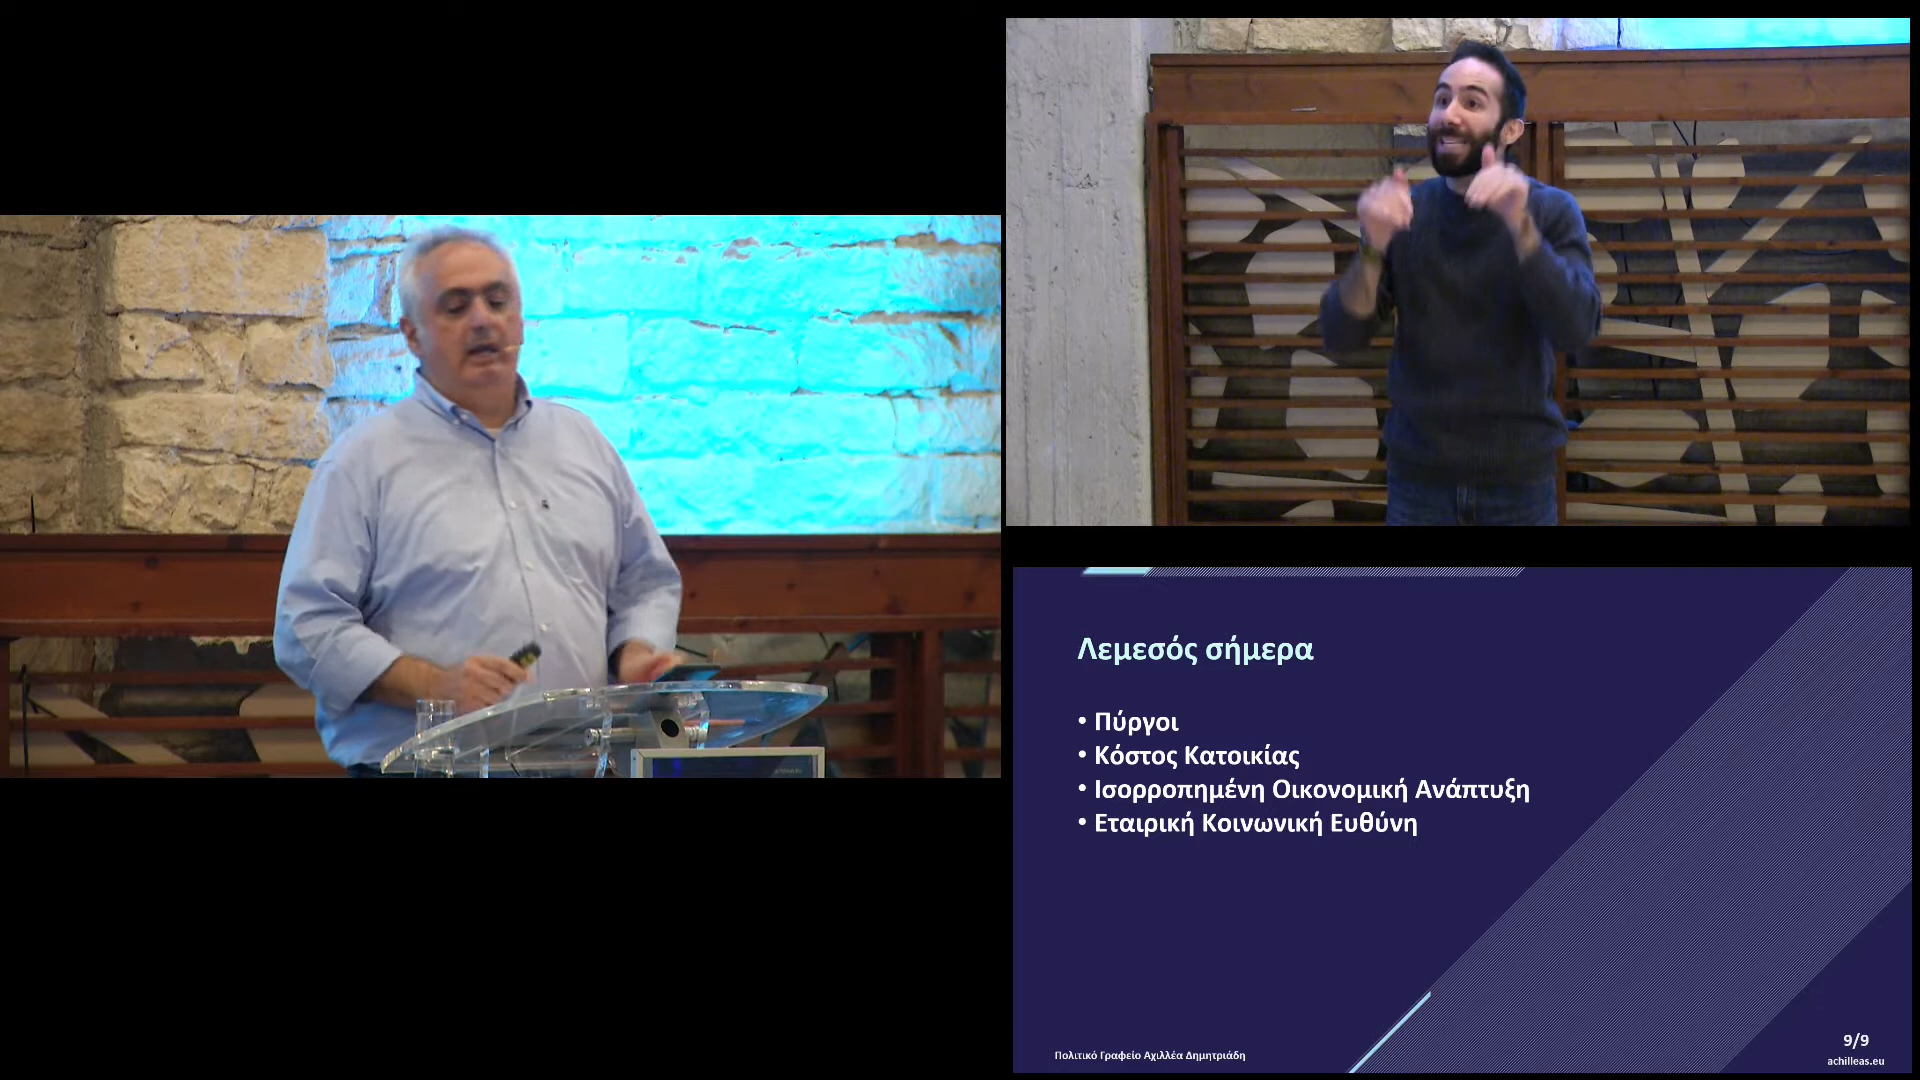 Λεμεσός σήμερα
• Πύργοι
• Κόστος Κατοικίας
• Ισορροπημένη Οικονομική Ανάπτυξη
• Εταιρική Κοινωνική Ευθύνη
9/9
Πολιτικό Γραφείο Αχιλλέα Δημητριάδη
achilleas.eu